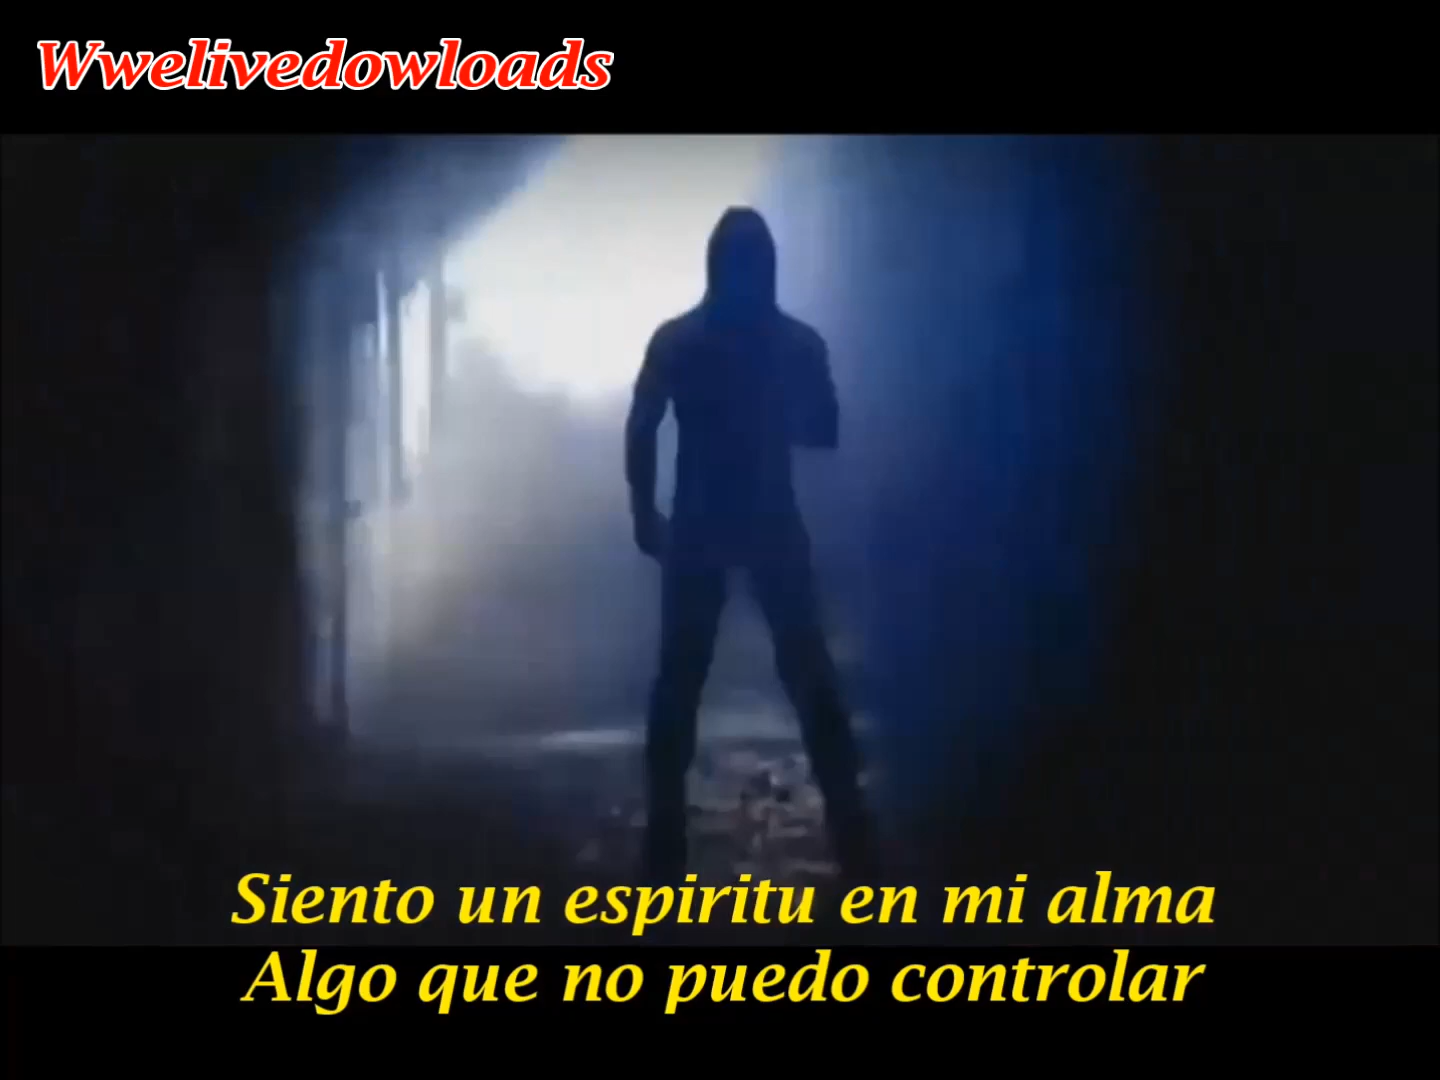 Wwelivedowloads
Siento un espiritu en mi alma
Algo que no puedo controlar